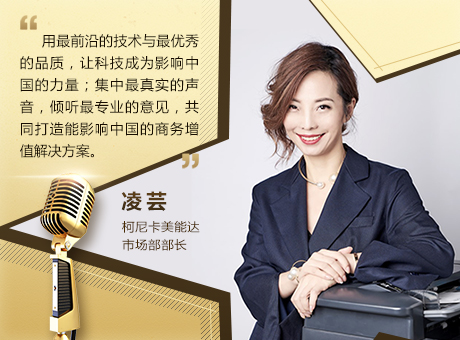 “
用最前沿的技术与最优秀
的品质，让科技成为影响中
国的力量；集中最真实的声
音，倾听最专业的意见，共
同打造能影响中国的商务增
值解决方案。
”
凌芸
柯尼卡美能达
市场部部长